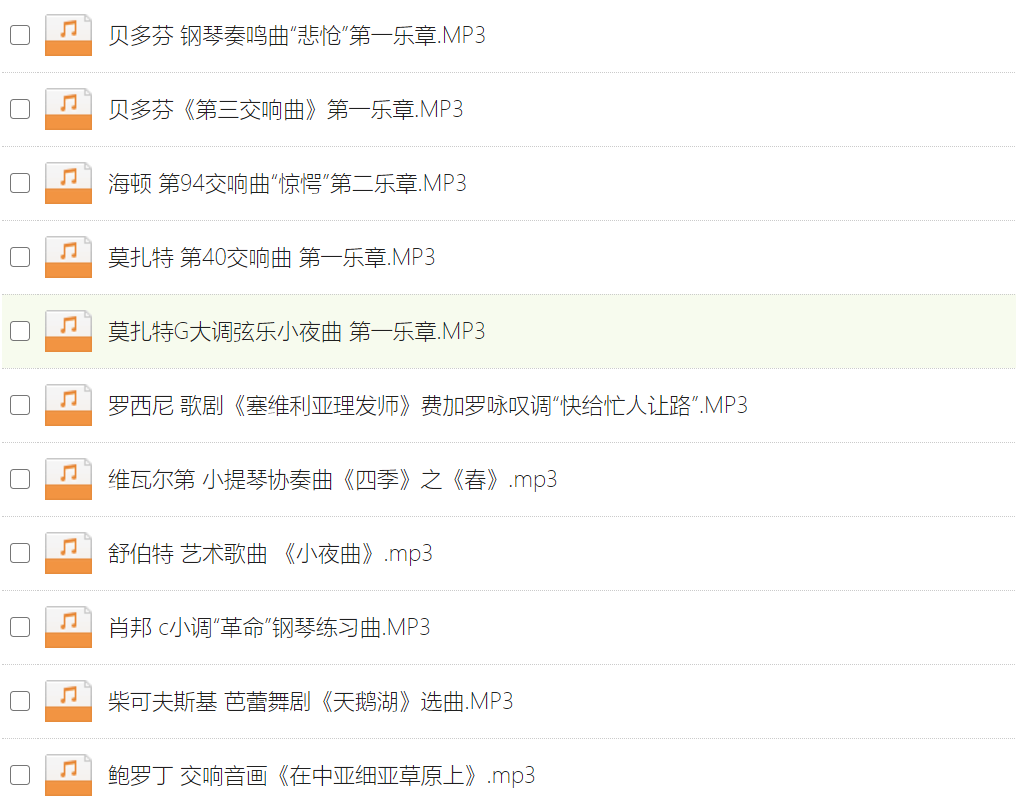 贝多芬 钢琴奏鸣曲“悲怆”第一乐章.MP3
贝多芬《第三交响曲》第一乐章.MP3
海顿 第94交响曲“惊愕”第二乐章.MP3
莫扎特 第40交响曲 第一乐章.MP3
莫扎特G大调弦乐小夜曲 第一乐章.MP3
罗西尼 歌剧《塞维利亚理发师》费加罗咏叹调“快给忙人让路”.MP3
维瓦尔第 小提琴协奏曲《四季》之《春》.mp3
舒伯特 艺术歌曲 《小夜曲》.mp3
肖邦 c小调“革命”钢琴练习曲.MP3
柴可夫斯基 芭蕾舞剧《天鹅湖》选曲.MP3
鲍罗丁 交响音画《在中亚细亚草原上》.mp3